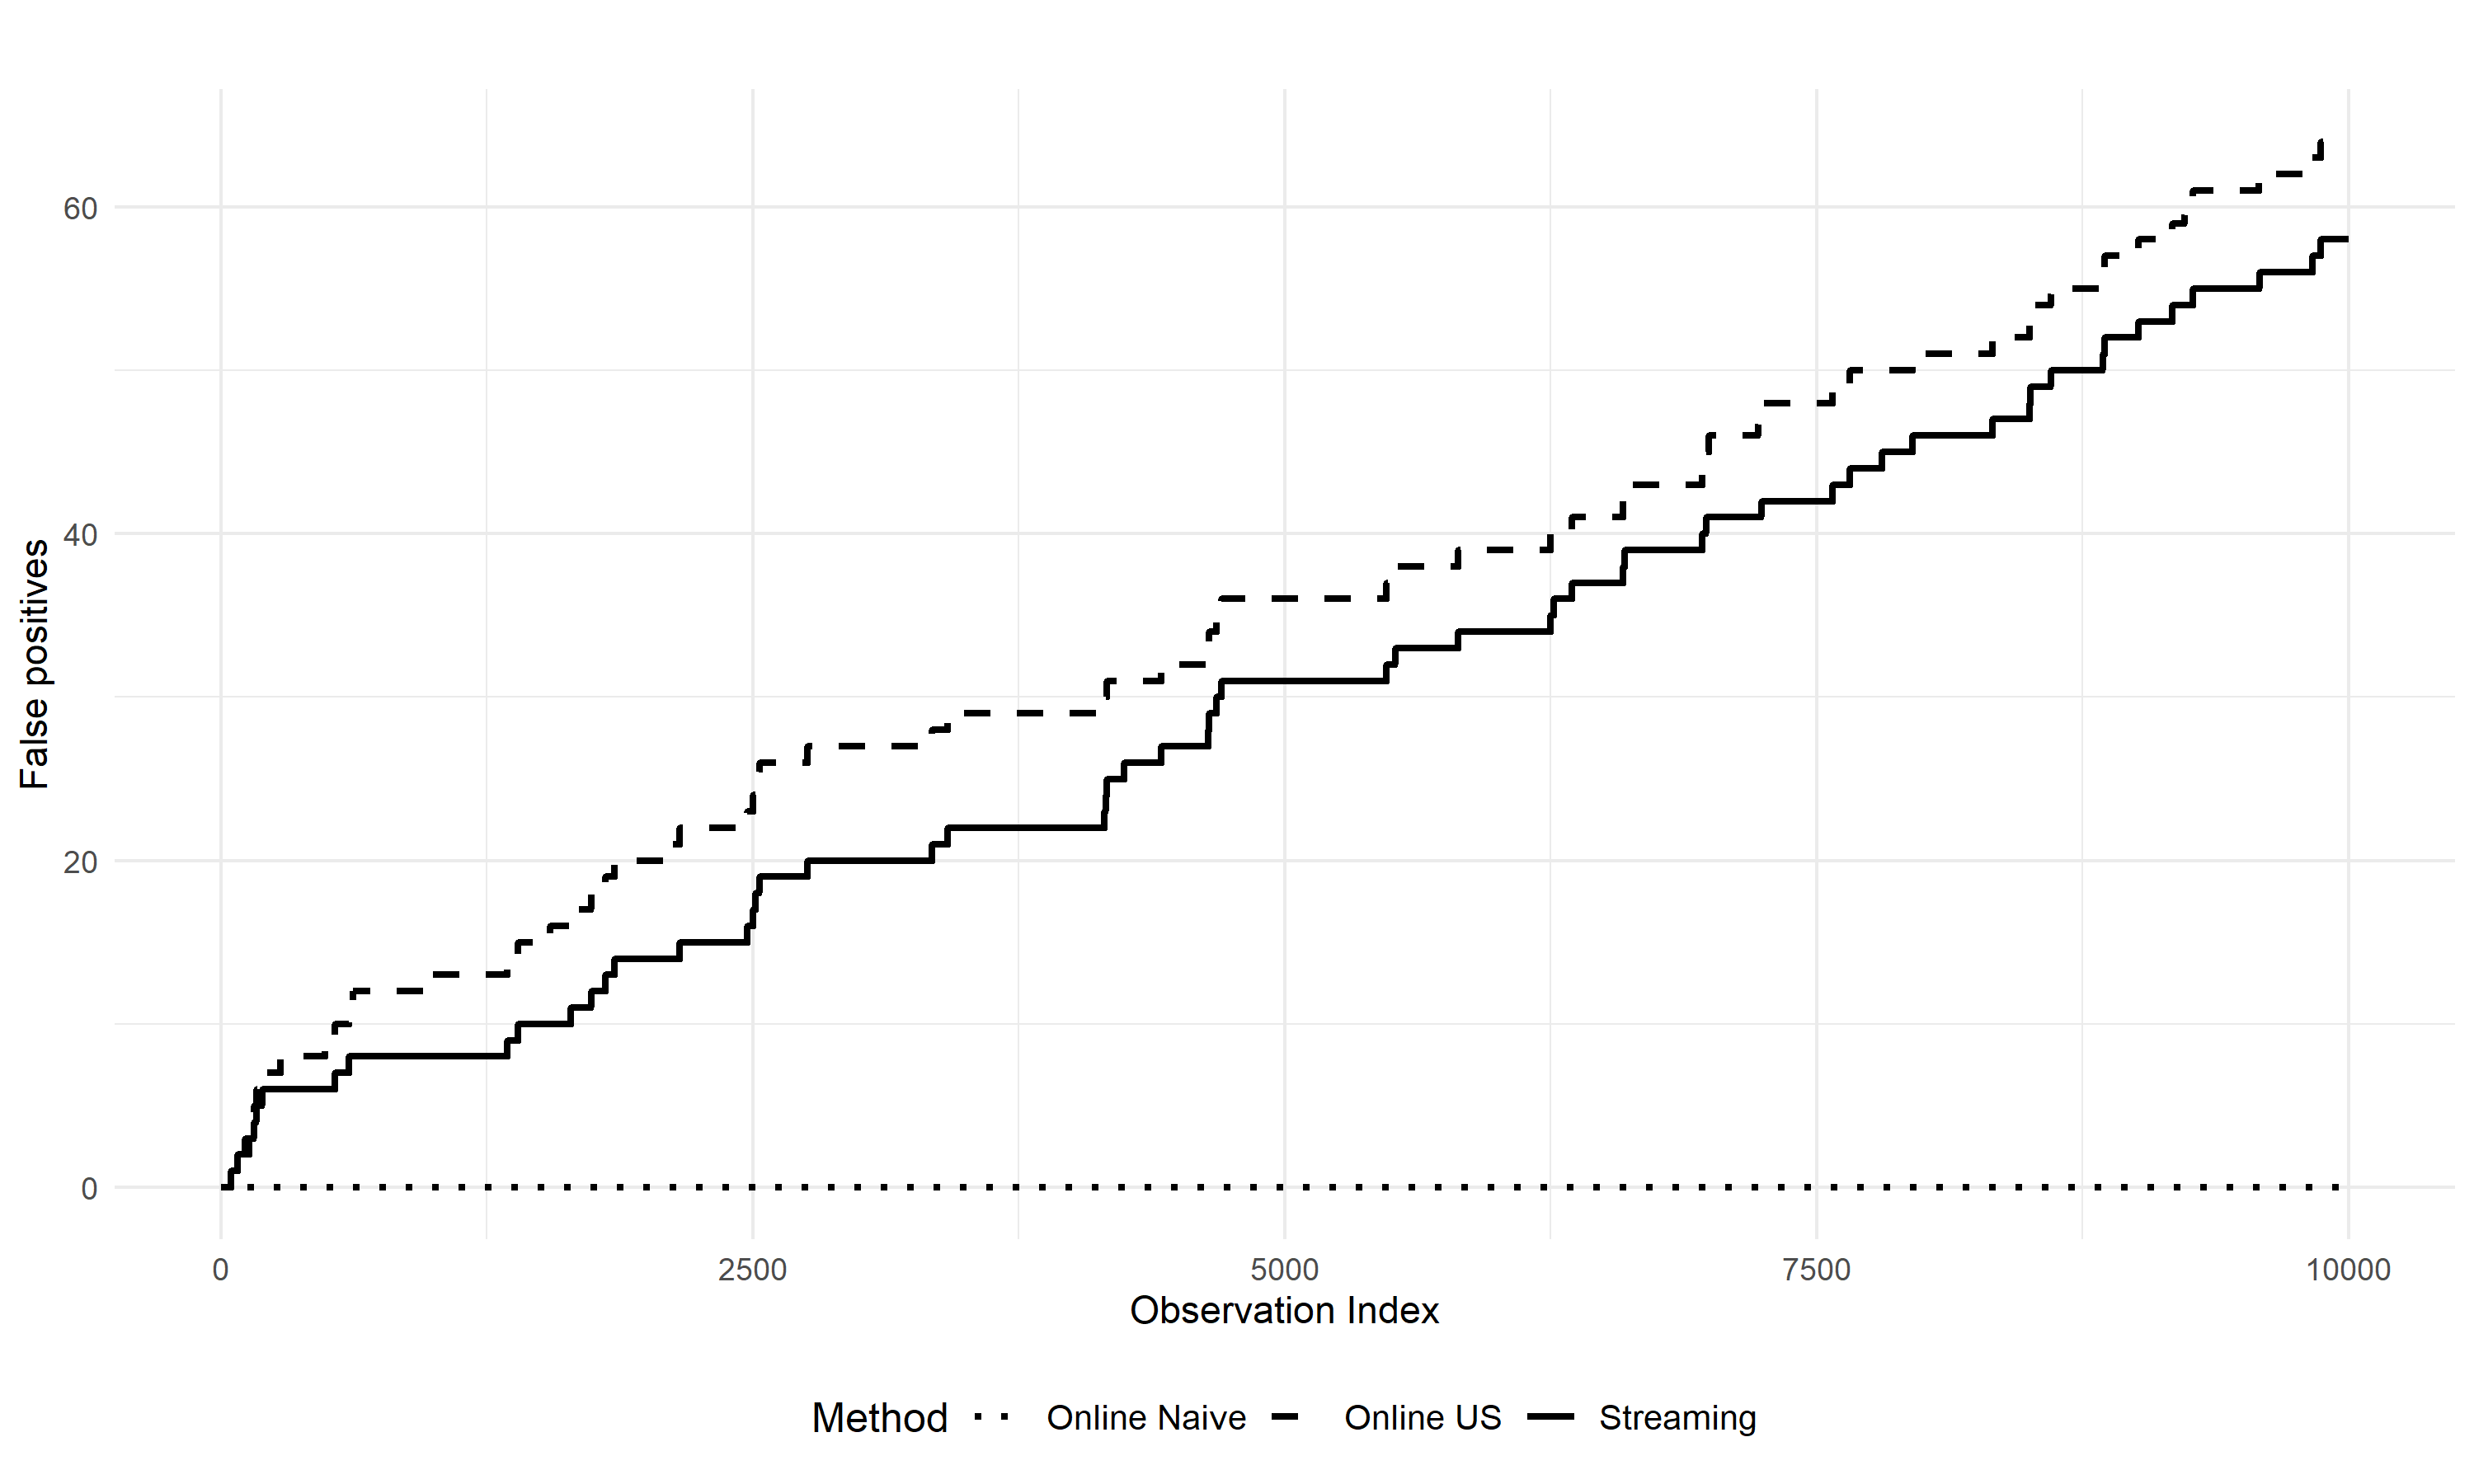 60
40
20
0
False positives
0 2500 5000 7500 10000
Observation Index
Method Online Naive Online US Streaming